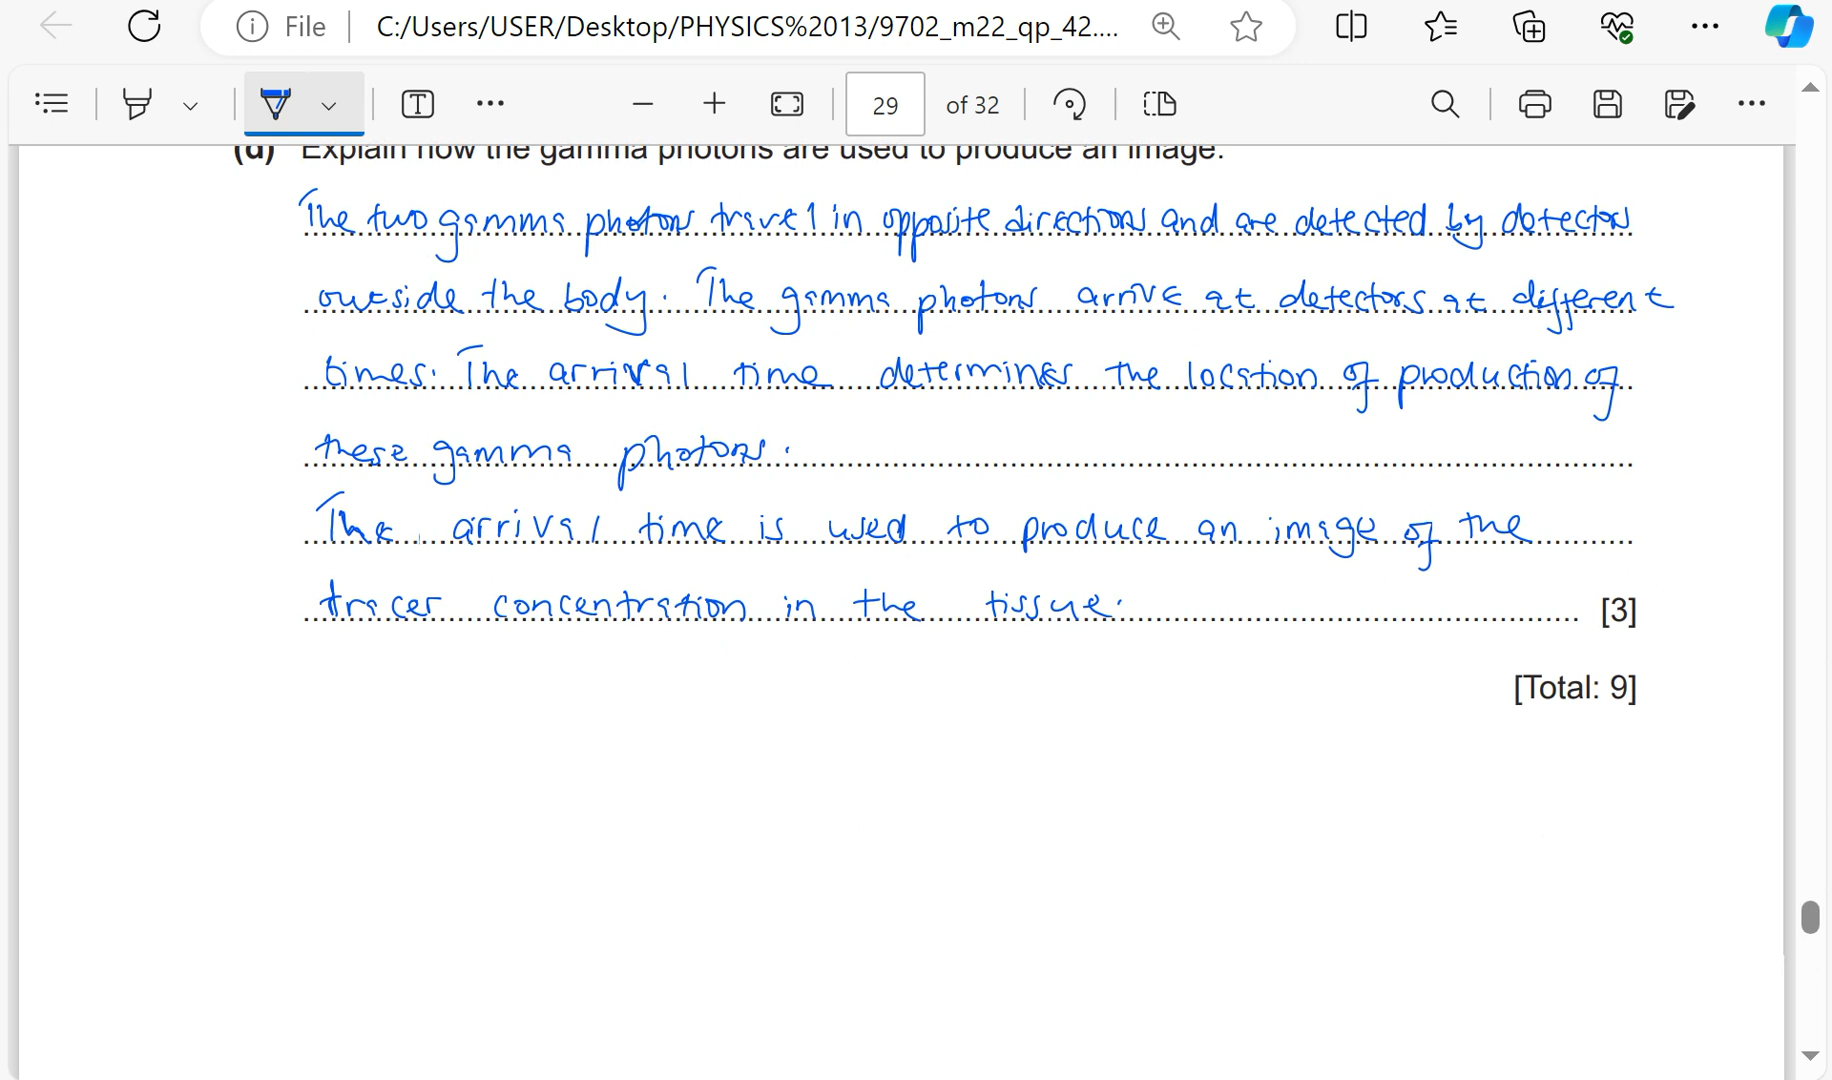 File
C:/Users/USER/Desktop/PHYSICS%2013/9702_m22_qp_42....
29 of 32
(d) Explain how the gamma photons are used to produce an image.
The two gamma photons travel in opposite directions and are detected by detectors
outside the body. The gamma photons arrive at detectors at different
times. The arrival time determines the location of production of
these gamma photons.
The arrival time is used to produce an image of the
tracer concentration in the tissue. [3]
[Total: 9]